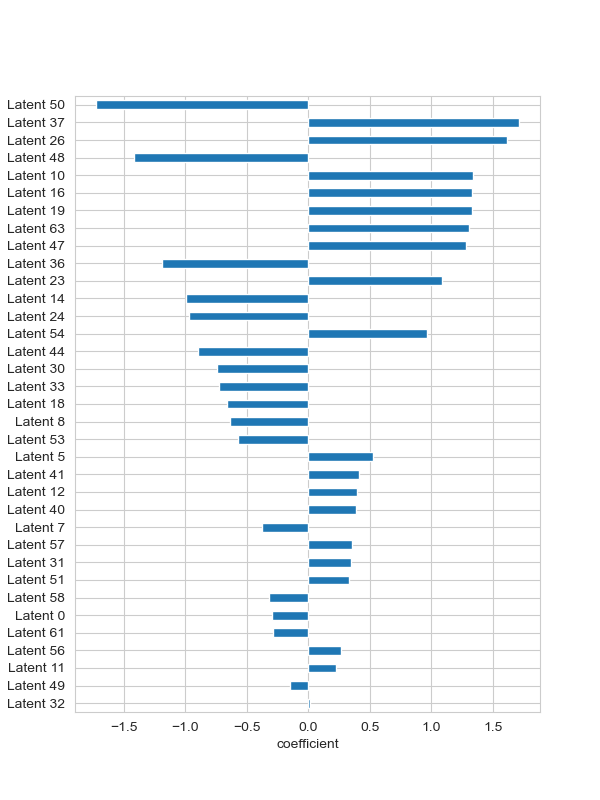 Latent 50
Latent 37
Latent 26
Latent 48
Latent 10
Latent 16
Latent 19
Latent 63
Latent 47
Latent 36
Latent 23
Latent 14
Latent 24
Latent 54
Latent 44
Latent 30
Latent 33
Latent 18
Latent 8
Latent 53
Latent 5
Latent 41
Latent 12
Latent 40
Latent 7
Latent 57
Latent 31
Latent 51
Latent 58
Latent 0
Latent 61
Latent 56
Latent 11
Latent 49
Latent 32
−1.5 −1.0 −0.5 0.0 0.5 1.0 1.5
coefficient